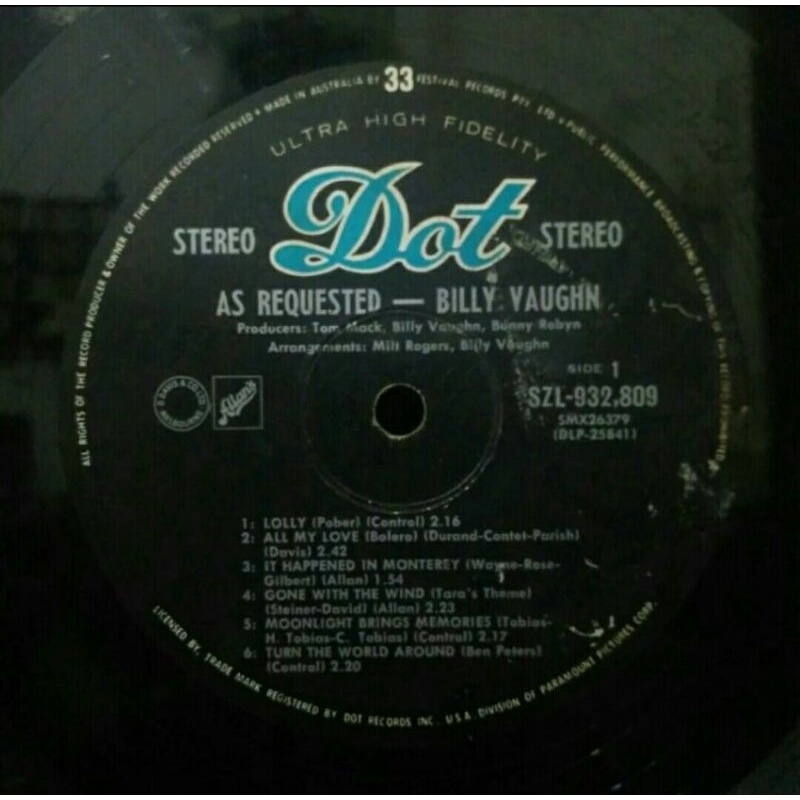 ALL RIGHTS OF THE RECORD PRODUCER & OWNER OF THE WORK RECORDED RESERVED • MADE IN AUSTRALIA BY 33 FESTIVAL RECORDS PTY. LTD • PUBLIC PERFORMANCE BROADCASTING & COPYING OF THIS RECORD PROHIBITED
ULTRA HIGH FIDELITY
STEREO Dot STEREO
AS REQUESTED — BILLY VAUGHN
Producers: Tom Mack, Billy Vaughn, Bunny Robyn
Arrangements: Milt Rogers, Billy Vaughn
SIDE 1
SZL-932,809
SMX26379
(DLP-25841)
DAVIS & CO. LTD MELBOURNE
Allans
1: LOLLY (Pober) (Control) 2.16
2: ALL MY LOVE (Bolero) (Durand-Contet-Parish)
(Davis) 2.42
3: IT HAPPENED IN MONTEREY (Wayne-Rose-
Gilbert) (Allan) 1.54
4: GONE WITH THE WIND (Tara's Theme)
(Steiner-David) (Allan) 2.23
5: MOONLIGHT BRINGS MEMORIES (Tobias-
H. Tobias-C. Tobias) (Control) 2.17
6: TURN THE WORLD AROUND (Ben Peters)
(Control) 2.20
LICENSED BY, TRADE MARK REGISTERED BY DOT RECORDS INC. U.S.A. DIVISION OF PARAMOUNT PICTURES CORP.